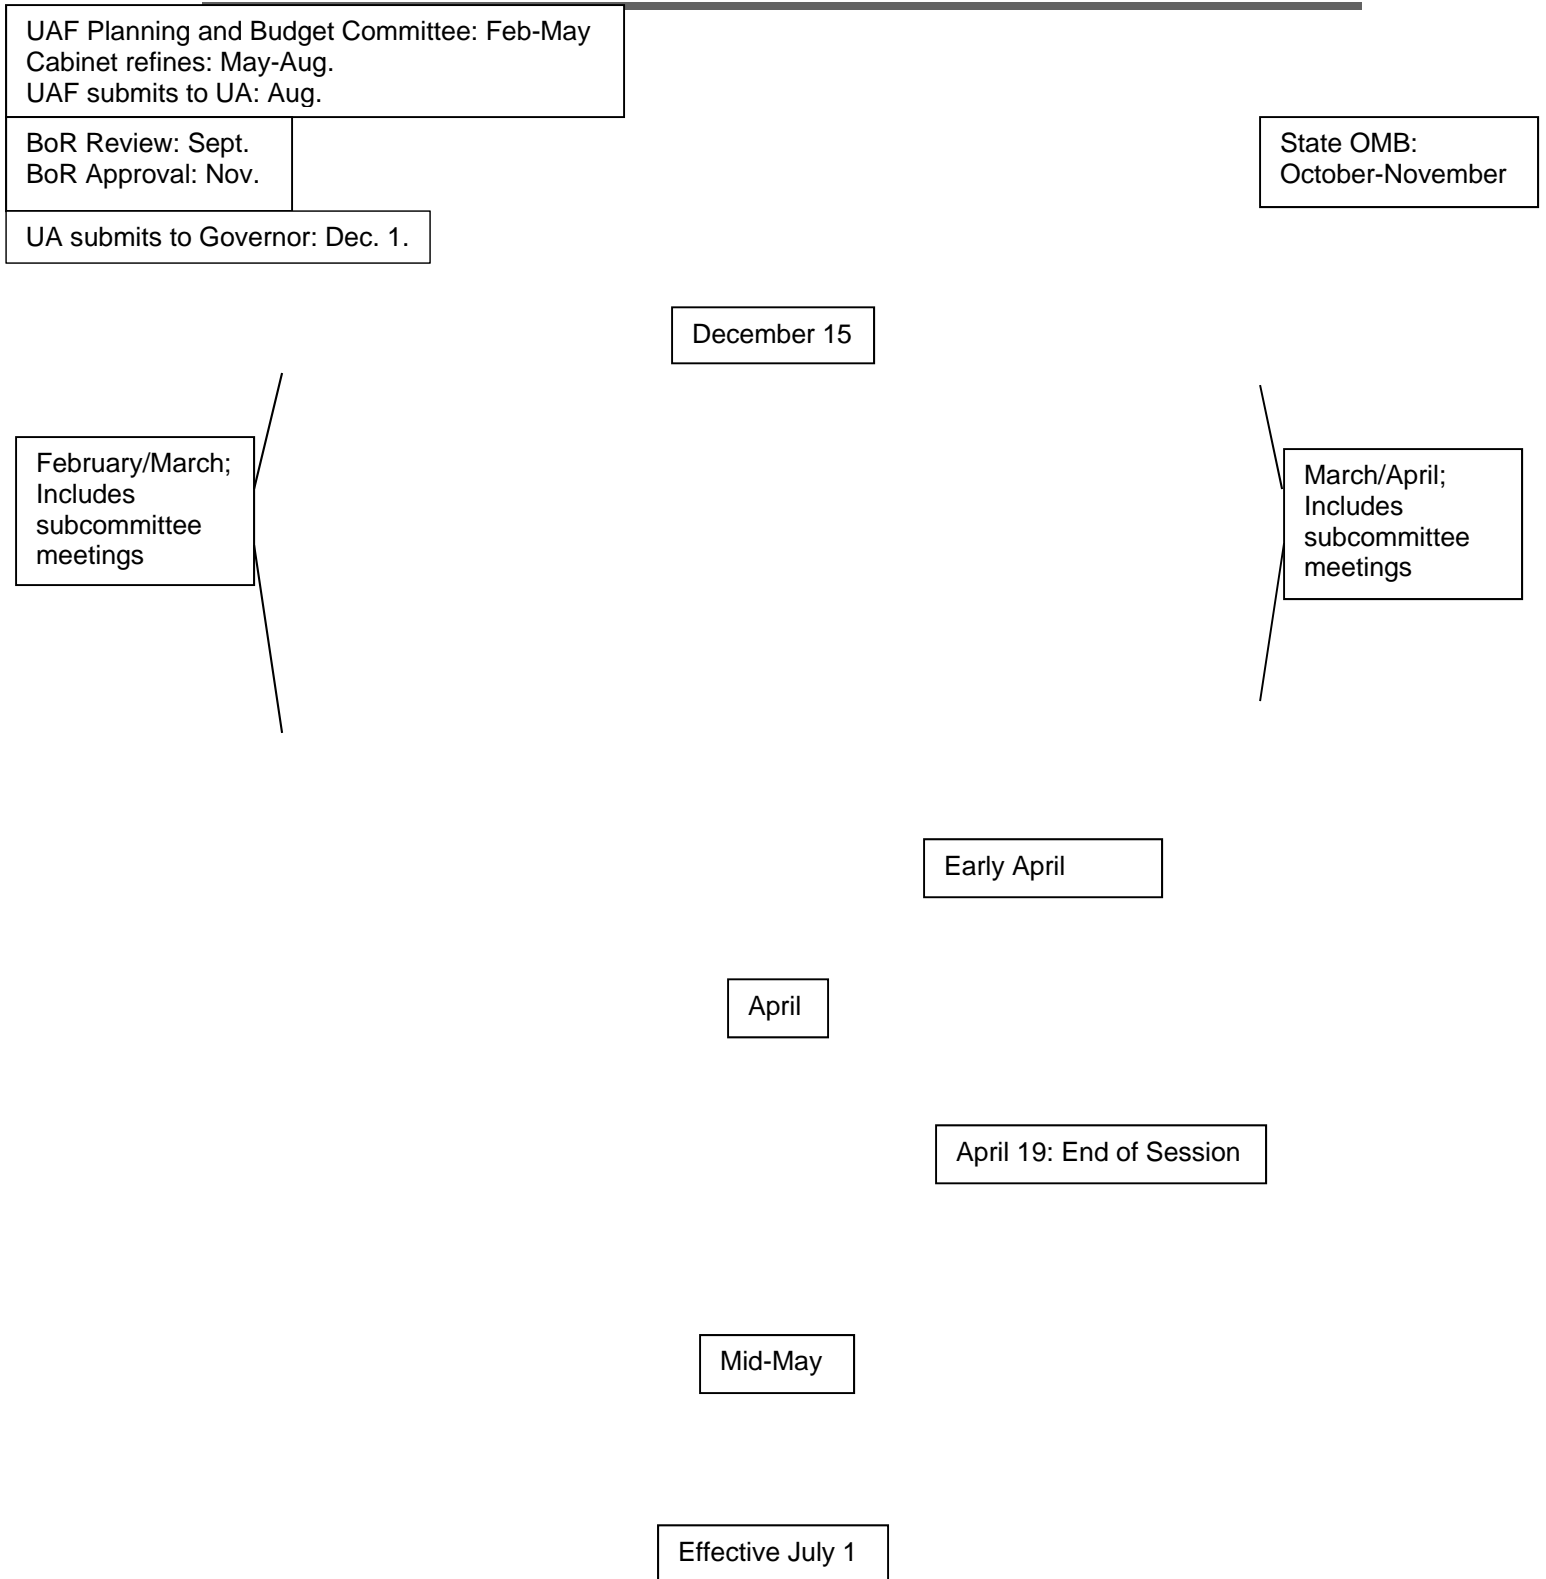 UAF Planning and Budget Committee: Feb-May
Cabinet refines: May-Aug.
UAF submits to UA: Aug.
BoR Review: Sept.
BoR Approval: Nov.
State OMB:
October-November
UA submits to Governor: Dec. 1.
December 15
February/March;
Includes
subcommittee
meetings
March/April;
Includes
subcommittee
meetings
Early April
April
April 19: End of Session
Mid-May
Effective July 1